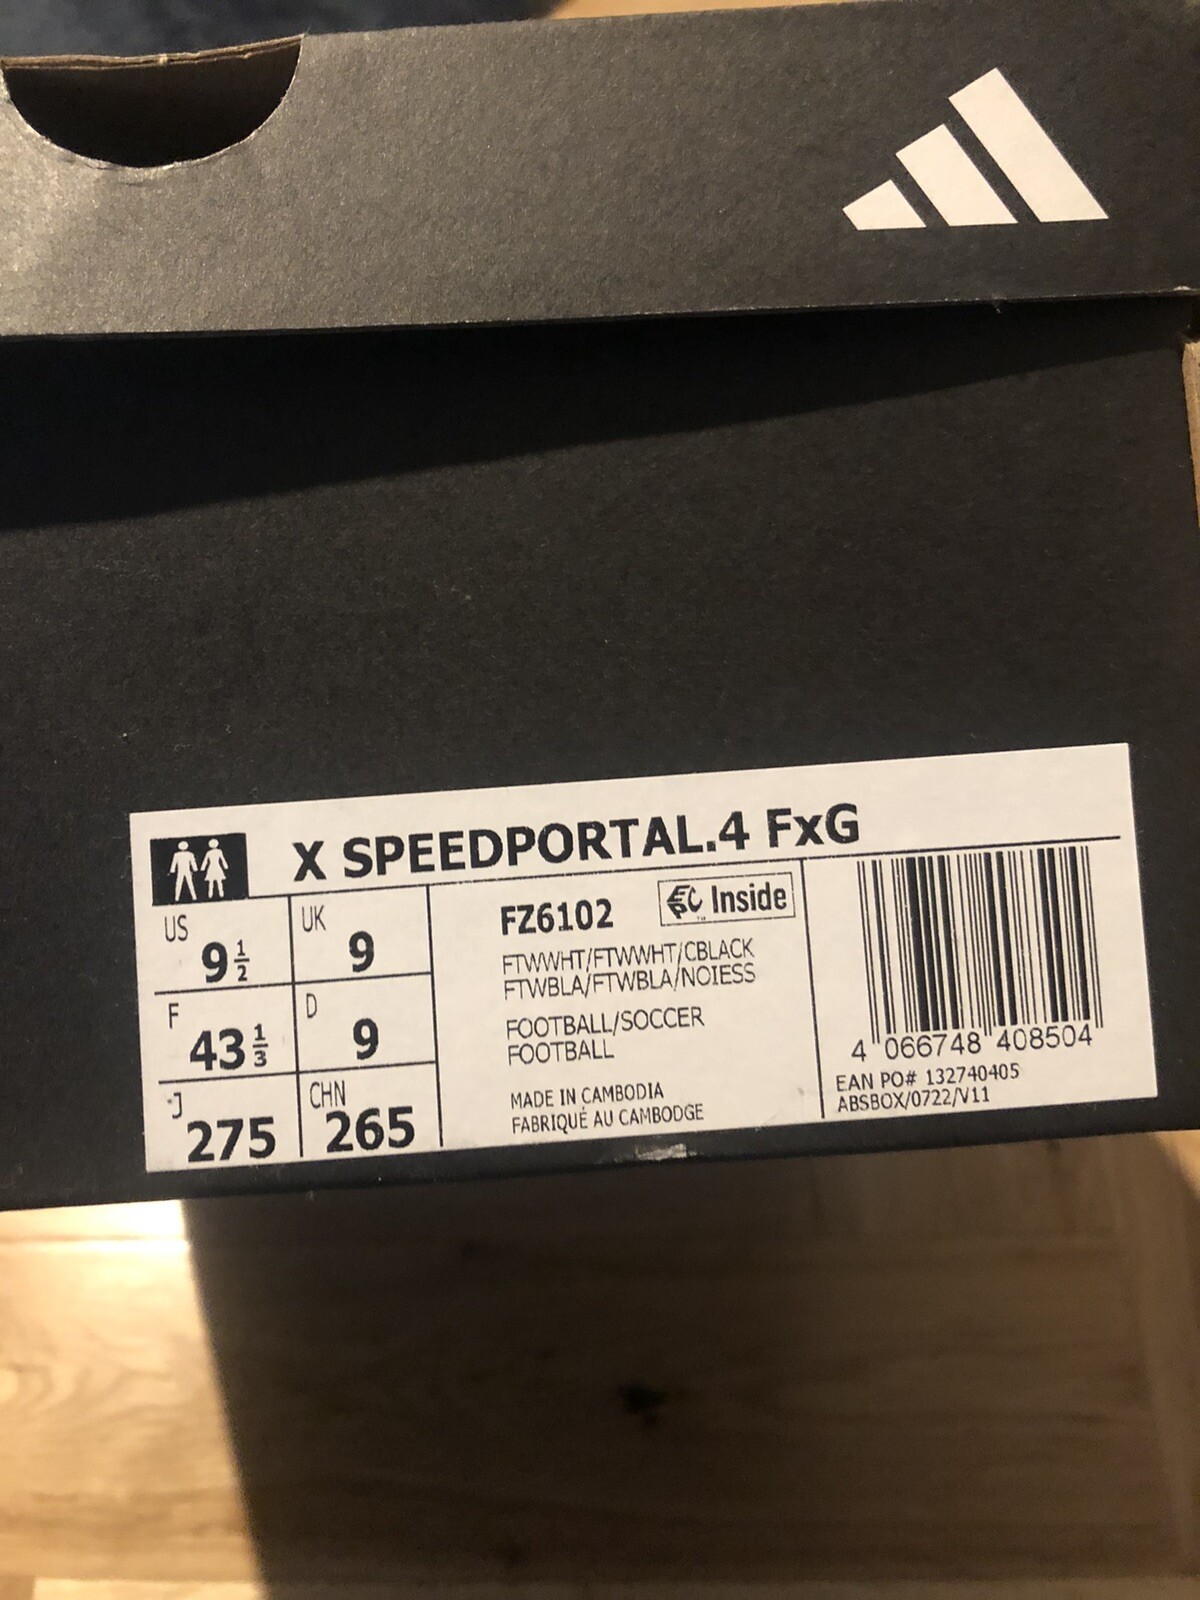 X SPEEDPORTAL.4 FxG
US
9 1/2
UK
9
F
43 1/3
D
9
J
275
CHN
265
FZ6102
EPC Inside
™
FTWWHT/FTWWHT/CBLACK
FTWBLA/FTWBLA/NOIESS
FOOTBALL/SOCCER
FOOTBALL
MADE IN CAMBODIA
FABRIQUÉ AU CAMBODGE
4 066748 408504
EAN PO# 132740405
ABSBOX/0722/V11